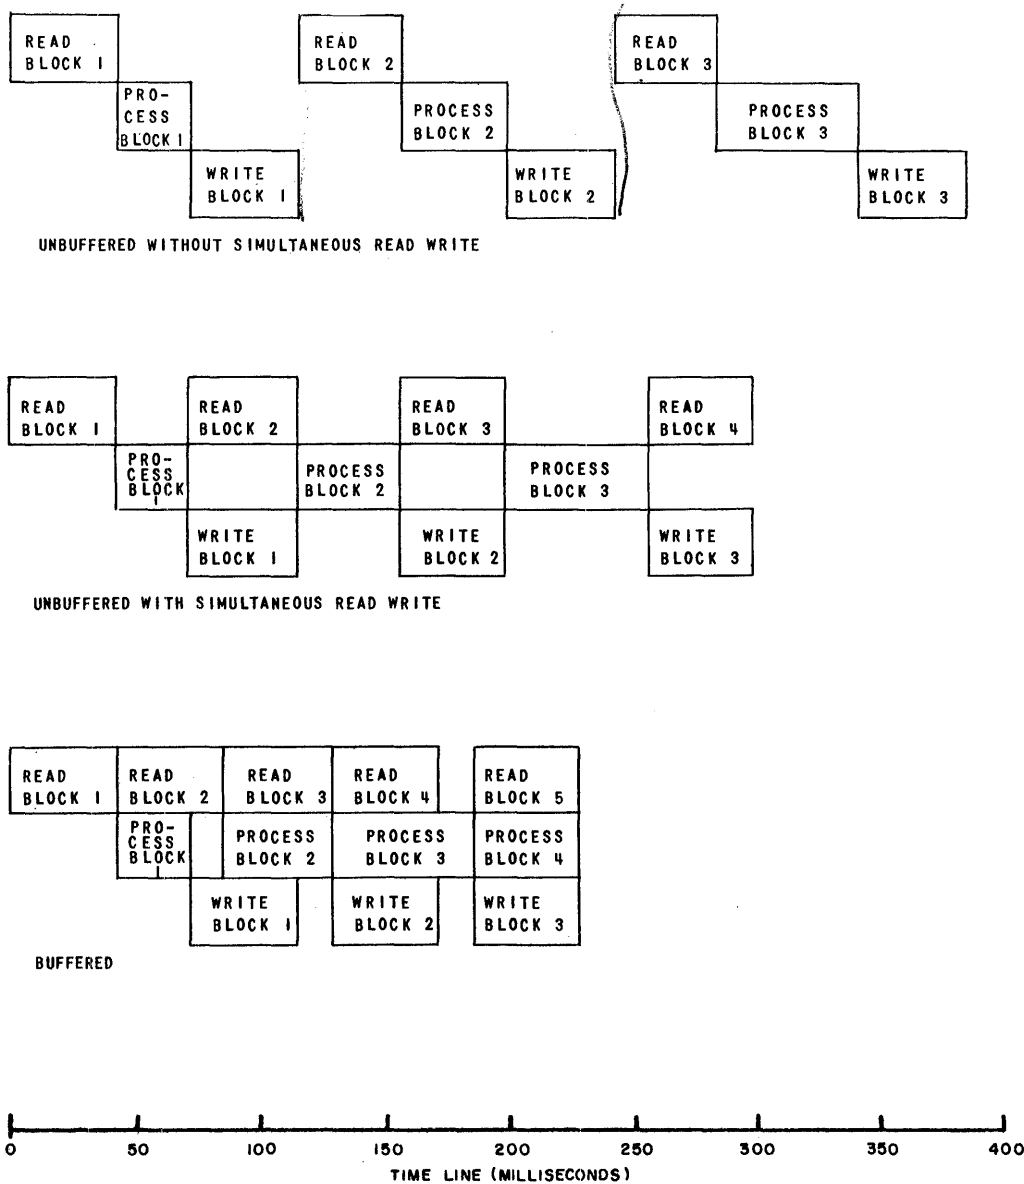 READ READ READ
BLOCK 1 BLOCK 2 BLOCK 3
PRO-
CESS PROCESS PROCESS
BLOCK 1 BLOCK 2 BLOCK 3
WRITE WRITE WRITE
BLOCK 1 BLOCK 2 BLOCK 3
UNBUFFERED WITHOUT SIMULTANEOUS READ WRITE
READ READ READ READ
BLOCK 1 BLOCK 2 BLOCK 3 BLOCK 4
PRO-
CESS PROCESS PROCESS
BLOCK BLOCK 2 BLOCK 3
1
WRITE WRITE WRITE
BLOCK 1 BLOCK 2 BLOCK 3
UNBUFFERED WITH SIMULTANEOUS READ WRITE
READ READ READ READ READ
BLOCK 1 BLOCK 2 BLOCK 3 BLOCK 4 BLOCK 5
PRO-
CESS PROCESS PROCESS PROCESS
BLOCK BLOCK 2 BLOCK 3 BLOCK 4
1
WRITE WRITE WRITE
BLOCK 1 BLOCK 2 BLOCK 3
BUFFERED
0 50 100 150 200 250 300 350 400
TIME LINE (MILLISECONDS)